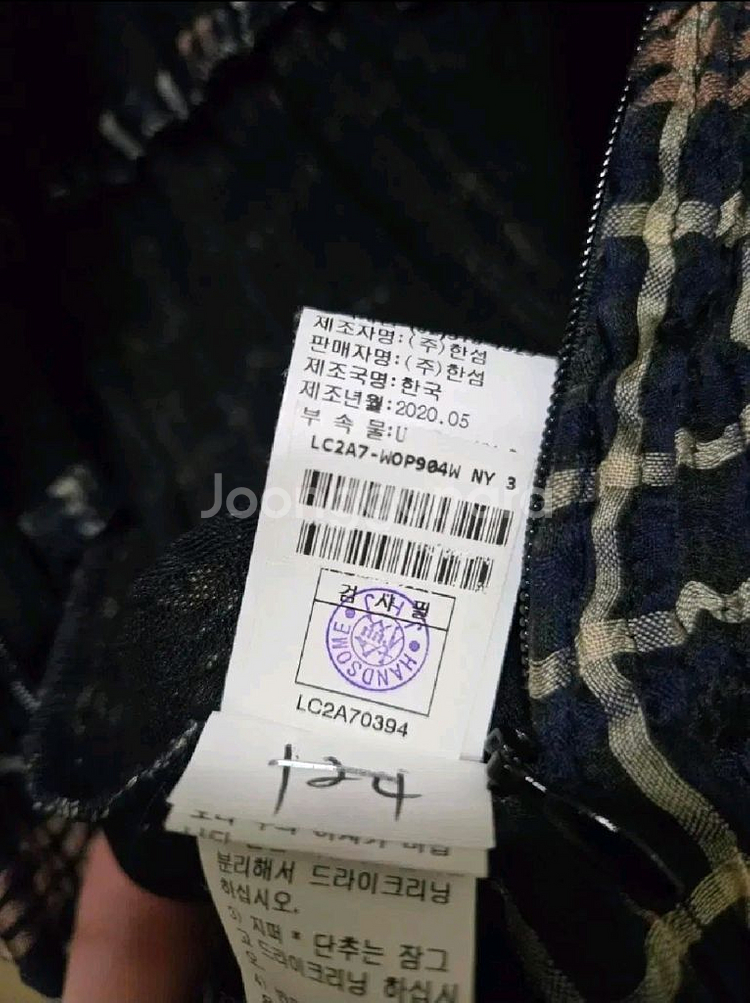 제조자명:(주)한섬
판매자명:(주)한섬
제조국명:한국
제조년월:2020.05
부 속 물:U
LC2A7-WOP904W NY 3
Joonggonara
검 사 필
HANDSOME
LC2A70394
124
분리해서 드라이크리닝
하십시오.
3) 지퍼 * 단추는 잠그
고 드라이크리닝 하십시
오.